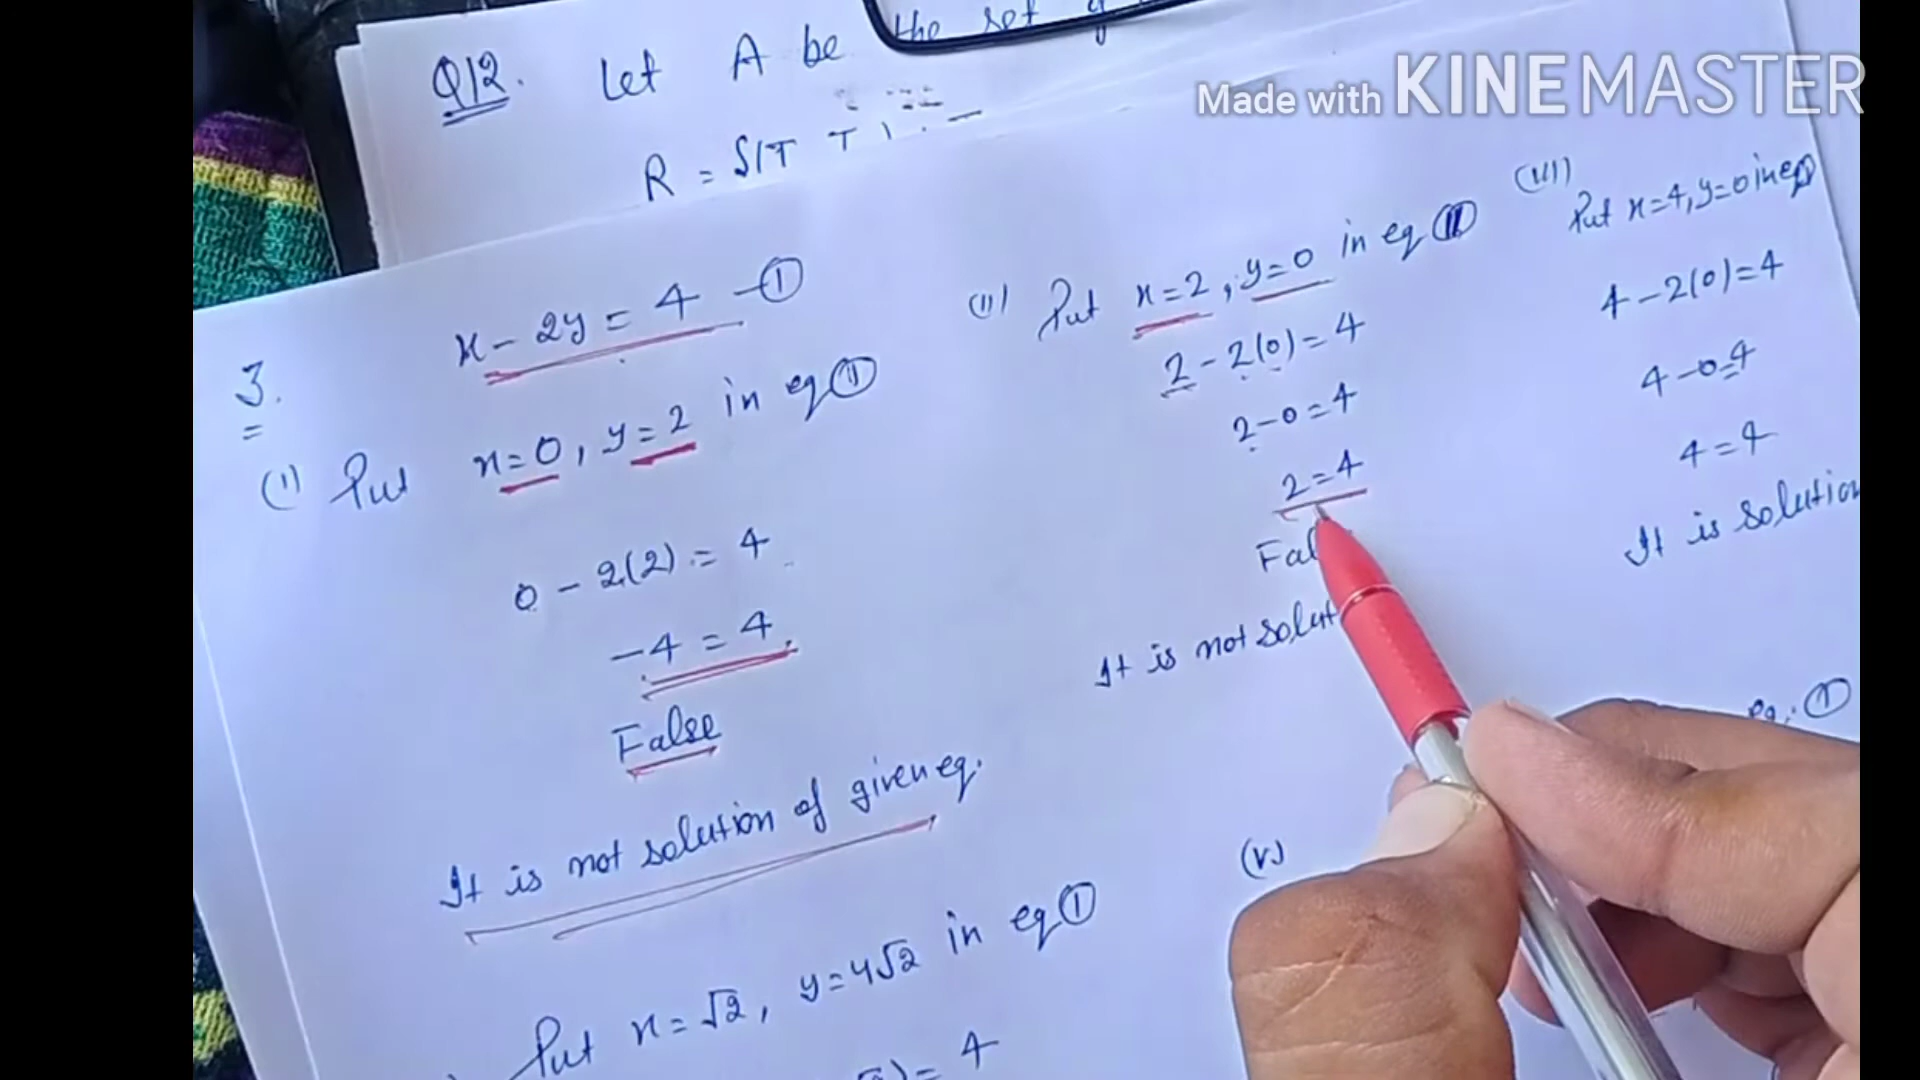 Q12. Let A be the set of
Made with KINEMASTER
R =
3. x - 2y = 4 -①
(i) Put x=0, y=2 in eq ①
0 - 2(2) = 4
-4 = 4
False
It is not solution of given eq.
Put x=√2, y=4√2 in eq ①
= 4
(ii) Put x=2, y=0 in eq ①
2 - 2(0) = 4
2-0=4
2=4
It is not
(iii)
Put x=4, y=0 in eq ①
4-2(0)=4
4-0=4
4=4
It is solution
(v)
eq. ①